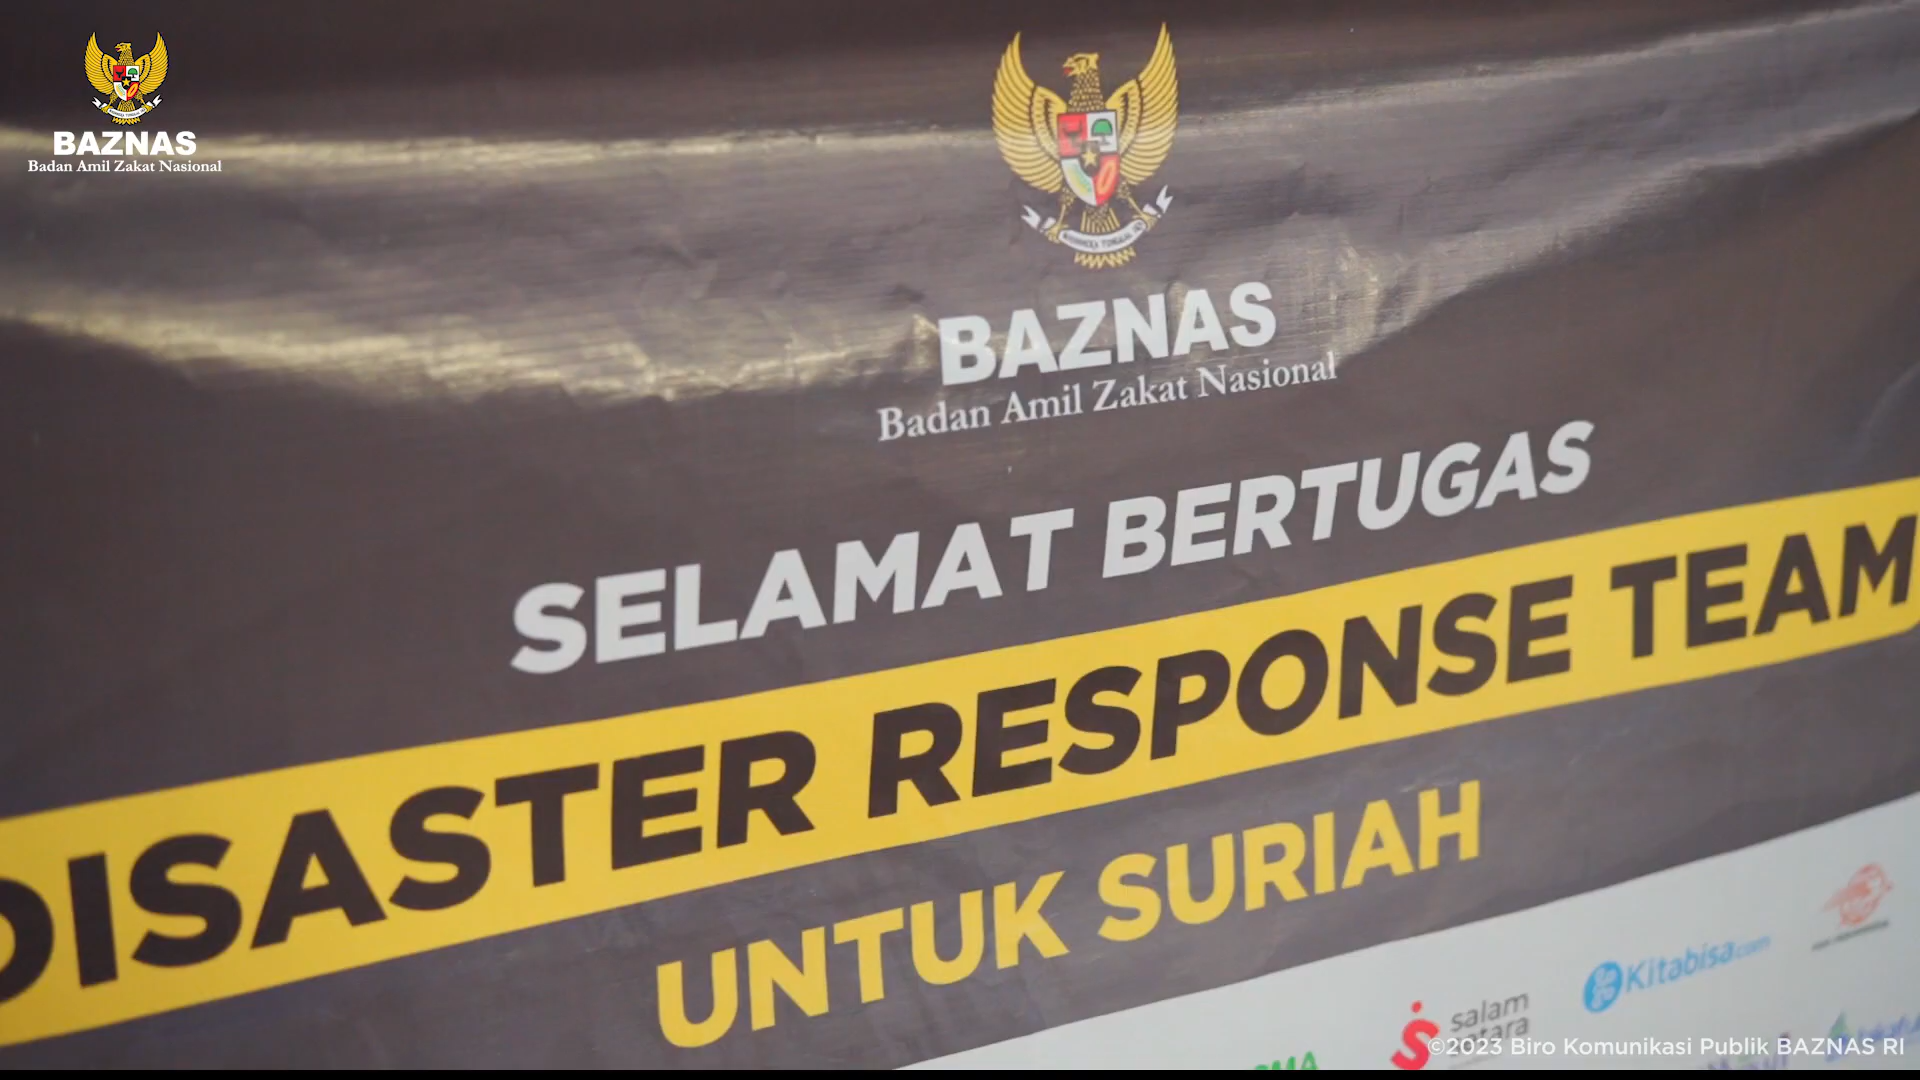 BAZNAS
Badan Amil Zakat Nasional
BAZNAS
Badan Amil Zakat Nasional
SELAMAT BERTUGAS
DISASTER RESPONSE TEAM
UNTUK SURIAH
Kitabisa.com
salam
©2023 Biro Komunikasi Publik BAZNAS RI